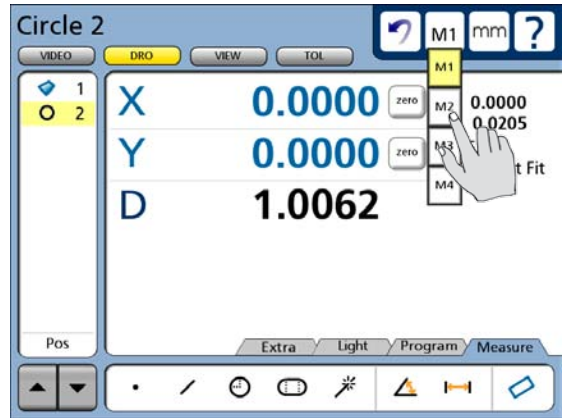 Circle 2
M1 mm ?
VIDEO DRO VIEW TOL
M1
1
2
X 0.0000 zero M2 0.0000
0.0205
Y 0.0000 zero M3 t Fit
D 1.0062 M4
Pos Extra Light Program Measure